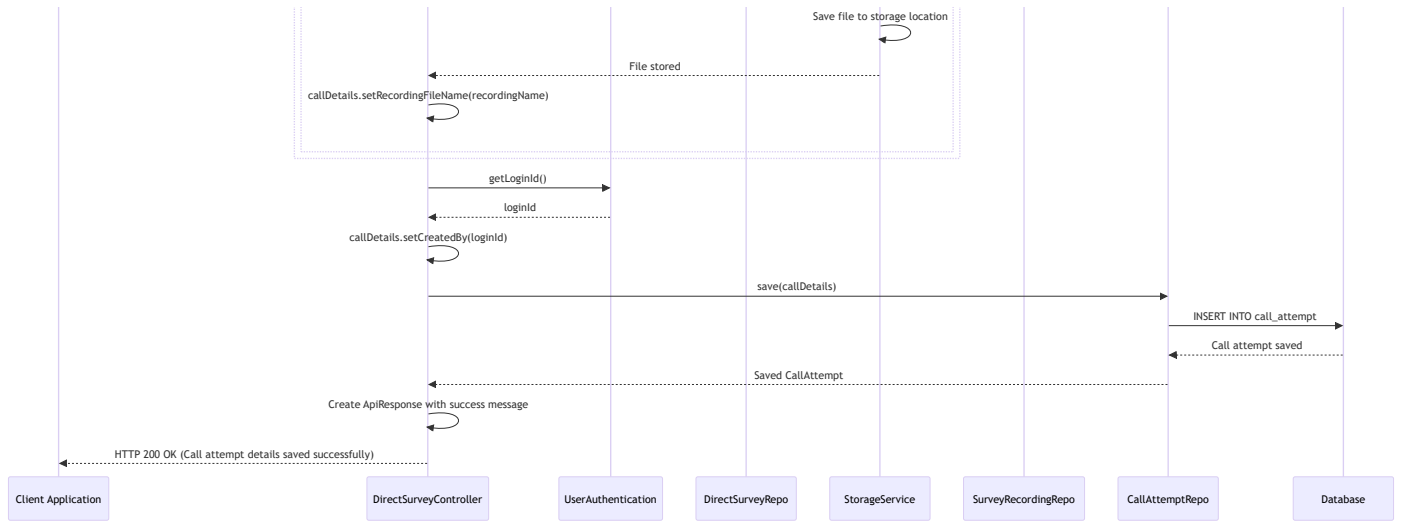 Save file to storage location
File stored
callDetails.setRecordingFileName(recordingName)
getLoginId()
loginId
callDetails.setCreatedBy(loginId)
save(callDetails)
INSERT INTO call_attempt
Call attempt saved
Saved CallAttempt
Create ApiResponse with success message
HTTP 200 OK (Call attempt details saved successfully)
Client Application
DirectSurveyController
UserAuthentication
DirectSurveyRepo
StorageService
SurveyRecordingRepo
CallAttemptRepo
Database